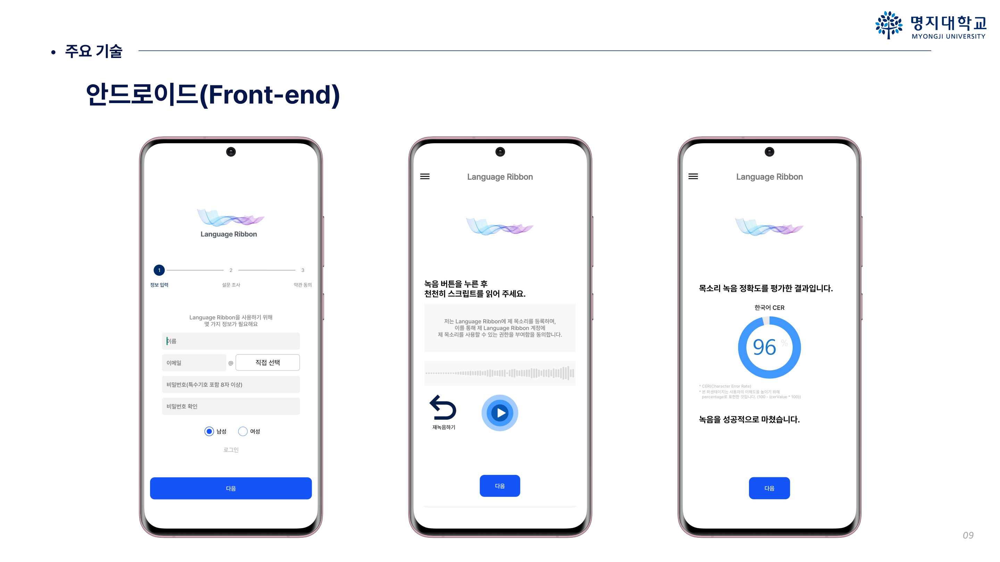 명지대학교
MYONGJI UNIVERSITY
• 주요 기술
안드로이드(Front-end)
Language Ribbon
1
2
3
정보 입력
설문 조사
약관 동의
Language Ribbon을 사용하기 위해
몇 가지 정보가 필요해요
이름
이메일 @ 직접 선택
비밀번호(특수기호 포함 8자 이상)
비밀번호 확인
남성 여성
로그인
다음
Language Ribbon
녹음 버튼을 누른 후
천천히 스크립트를 읽어 주세요.
저는 Language Ribbon에 제 목소리를 등록하며,
이를 통해 제 Language Ribbon 계정에
제 목소리를 사용할 수 있는 권한을 부여함을 동의합니다.
재녹음하기
다음
Language Ribbon
목소리 녹음 정확도를 평가한 결과입니다.
한국어 CER
96 %
* CER(Character Error Rate)
* 본 퍼센테이지는 사용자의 이해도을 높이기 위해
percentage로 표현한 것입니다. (100 - (cerValue * 100))
녹음을 성공적으로 마쳤습니다.
다음
09